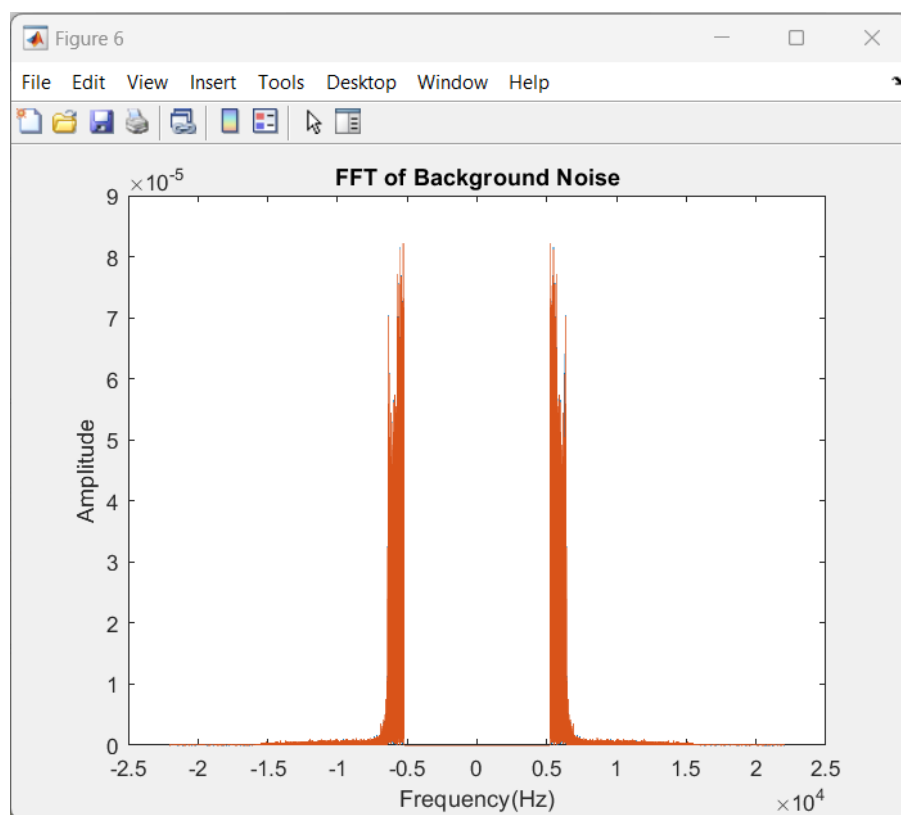 Figure 6
File Edit View Insert Tools Desktop Window Help
×10^-5
FFT of Background Noise
9
8
7
6
5
4
3
2
1
0
Amplitude
-2.5 -2 -1.5 -1 -0.5 0 0.5 1 1.5 2 2.5
Frequency(Hz)
×10^4